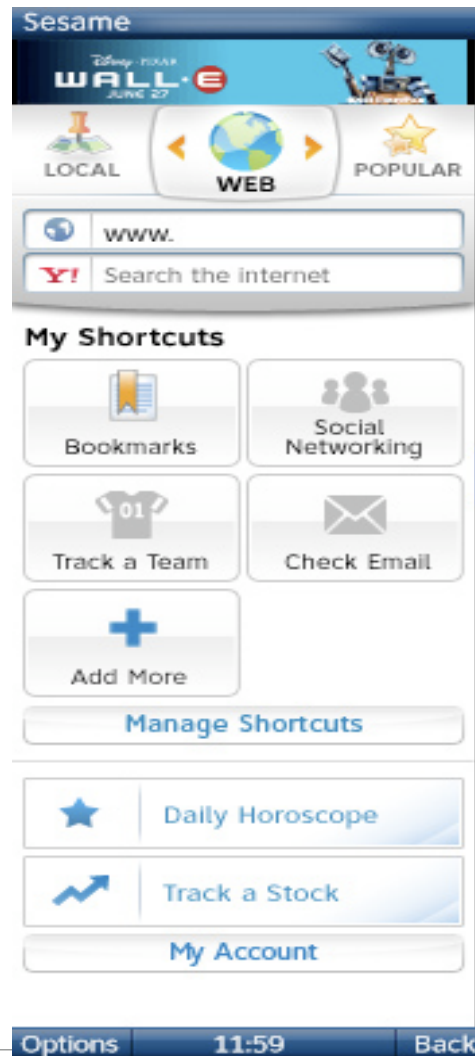 Sesame
Disney · PIXAR
WALL·E
JUNE 27
LOCAL
WEB
POPULAR
www.
Y! Search the internet
My Shortcuts
Bookmarks
Social
Networking
01
Track a Team
Check Email
Add More
Manage Shortcuts
Daily Horoscope
Track a Stock
My Account
Options 11:59 Back